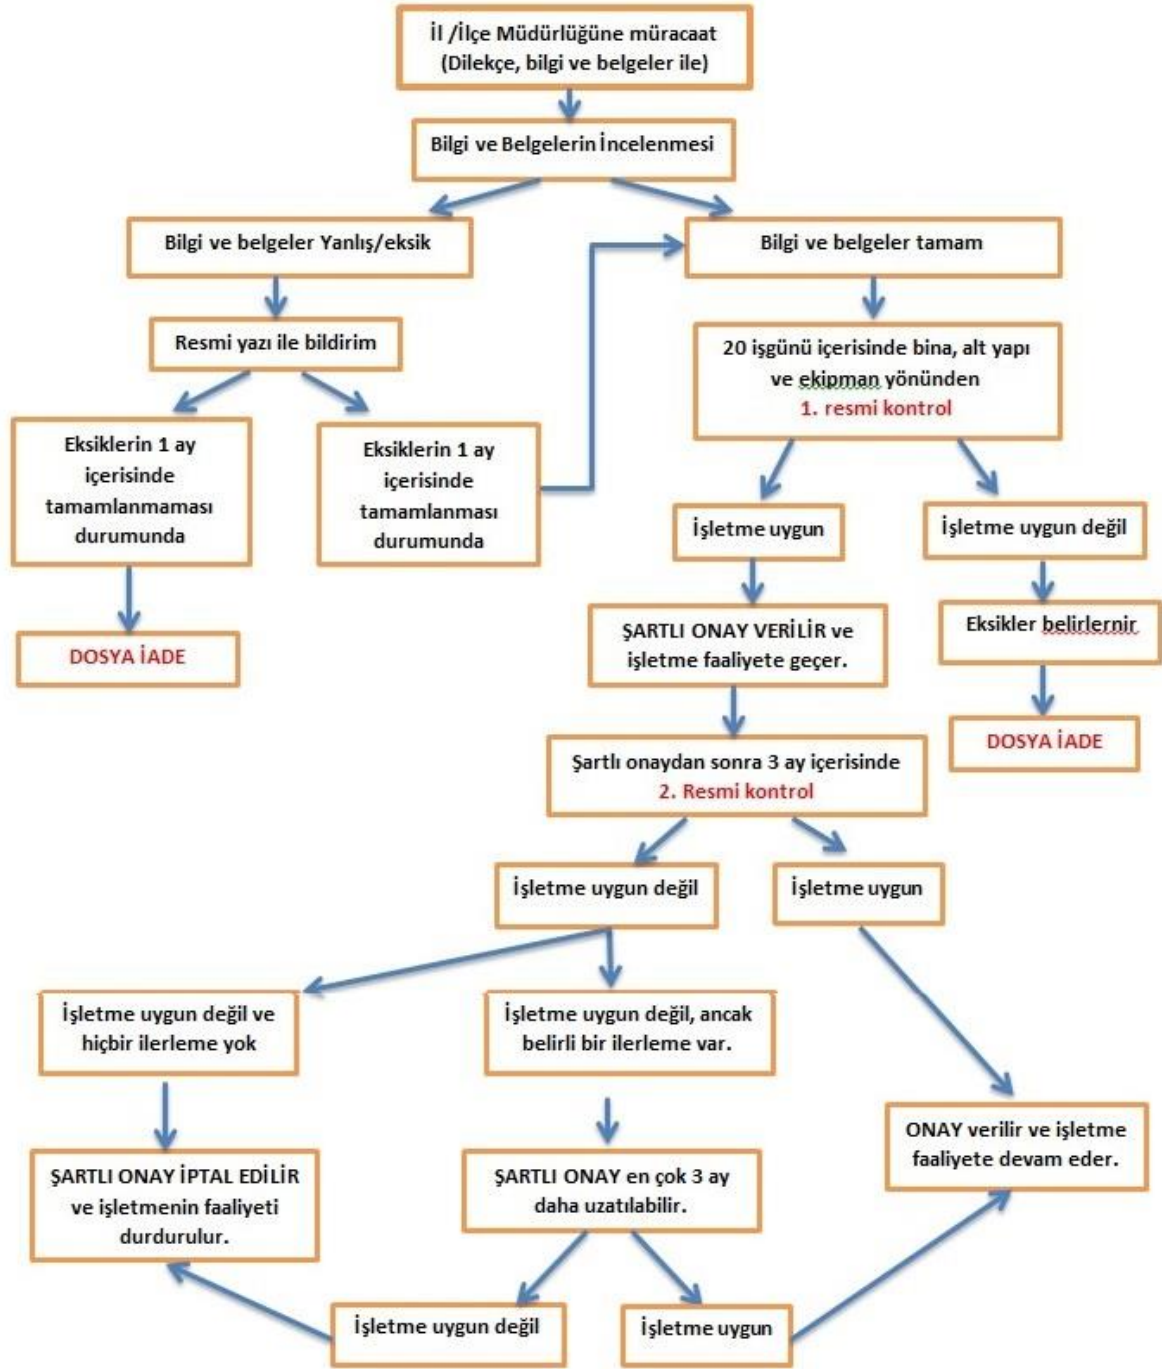 İl /İlçe Müdürlüğüne müracaat
(Dilekçe, bilgi ve belgeler ile)
Bilgi ve Belgelerin İncelenmesi
Bilgi ve belgeler Yanlış/eksik
Bilgi ve belgeler tamam
Resmi yazı ile bildirim
20 işgünü içerisinde bina, alt yapı
ve ekipman yönünden
1. resmi kontrol
Eksiklerin 1 ay
içerisinde
tamamlanmaması
durumunda
Eksiklerin 1 ay
içerisinde
tamamlanması
durumunda
İşletme uygun
İşletme uygun değil
DOSYA İADE
ŞARTLI ONAY VERİLİR ve
işletme faaliyete geçer.
Eksikler belirlernir
DOSYA İADE
Şartlı onaydan sonra 3 ay içerisinde
2. Resmi kontrol
İşletme uygun değil
İşletme uygun
İşletme uygun değil ve
hiçbir ilerleme yok
İşletme uygun değil, ancak
belirli bir ilerleme var.
ONAY verilir ve işletme
faaliyete devam eder.
ŞARTLI ONAY İPTAL EDİLİR
ve işletmenin faaliyeti
durdurulur.
ŞARTLI ONAY en çok 3 ay
daha uzatılabilir.
İşletme uygun değil
İşletme uygun